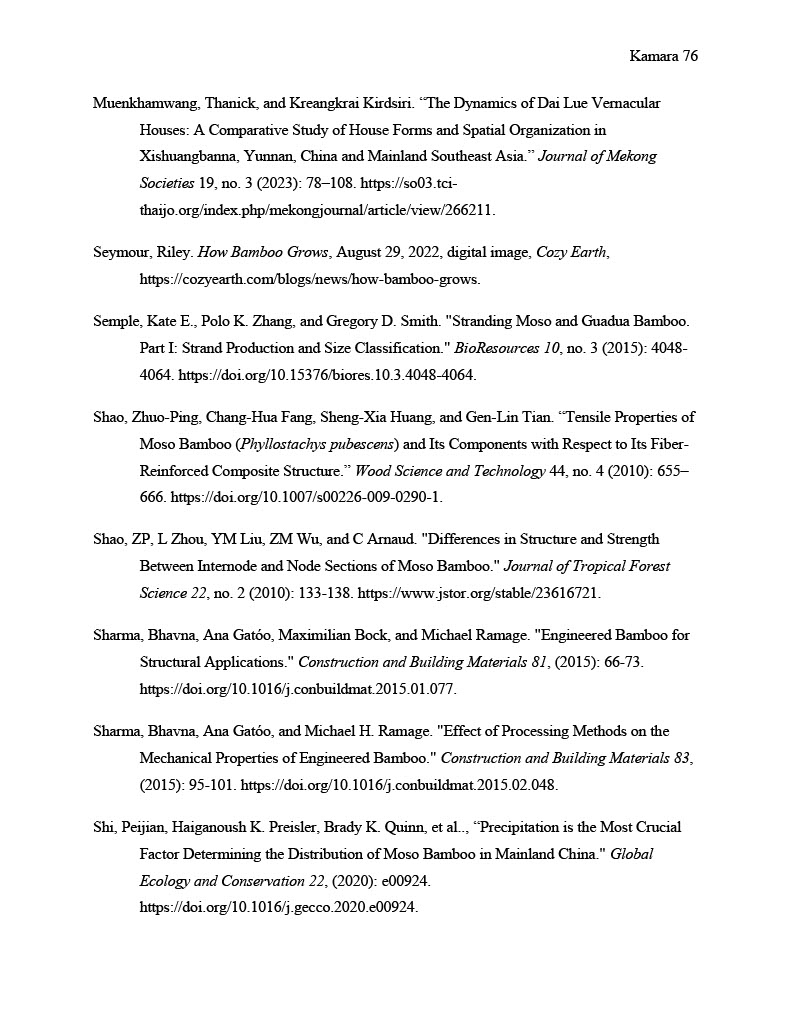 Kamara 76
Muenkhamwang, Thanick, and Kreangkrai Kirdsiri. “The Dynamics of Dai Lue Vernacular
Houses: A Comparative Study of House Forms and Spatial Organization in
Xishuangbanna, Yunnan, China and Mainland Southeast Asia.” Journal of Mekong
Societies 19, no. 3 (2023): 78–108. https://so03.tci-
thaijo.org/index.php/mekongjournal/article/view/266211.
Seymour, Riley. How Bamboo Grows, August 29, 2022, digital image, Cozy Earth,
https://cozyearth.com/blogs/news/how-bamboo-grows.
Semple, Kate E., Polo K. Zhang, and Gregory D. Smith. "Stranding Moso and Guadua Bamboo.
Part I: Strand Production and Size Classification." BioResources 10, no. 3 (2015): 4048-
4064. https://doi.org/10.15376/biores.10.3.4048-4064.
Shao, Zhuo-Ping, Chang-Hua Fang, Sheng-Xia Huang, and Gen-Lin Tian. “Tensile Properties of
Moso Bamboo (Phyllostachys pubescens) and Its Components with Respect to Its Fiber-
Reinforced Composite Structure.” Wood Science and Technology 44, no. 4 (2010): 655–
666. https://doi.org/10.1007/s00226-009-0290-1.
Shao, ZP, L Zhou, YM Liu, ZM Wu, and C Arnaud. "Differences in Structure and Strength
Between Internode and Node Sections of Moso Bamboo." Journal of Tropical Forest
Science 22, no. 2 (2010): 133-138. https://www.jstor.org/stable/23616721.
Sharma, Bhavna, Ana Gatóo, Maximilian Bock, and Michael Ramage. "Engineered Bamboo for
Structural Applications." Construction and Building Materials 81, (2015): 66-73.
https://doi.org/10.1016/j.conbuildmat.2015.01.077.
Sharma, Bhavna, Ana Gatóo, and Michael H. Ramage. "Effect of Processing Methods on the
Mechanical Properties of Engineered Bamboo." Construction and Building Materials 83,
(2015): 95-101. https://doi.org/10.1016/j.conbuildmat.2015.02.048.
Shi, Peijian, Haiganoush K. Preisler, Brady K. Quinn, et al.., “Precipitation is the Most Crucial
Factor Determining the Distribution of Moso Bamboo in Mainland China." Global
Ecology and Conservation 22, (2020): e00924.
https://doi.org/10.1016/j.gecco.2020.e00924.